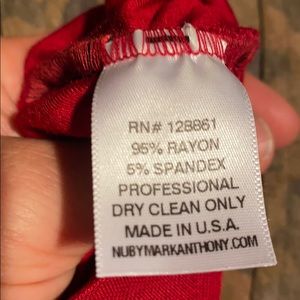 RN# 128861
95% RAYON
5% SPANDEX
PROFESSIONAL
DRY CLEAN ONLY
MADE IN U.S.A.
NUBYMARKANTHONY.COM